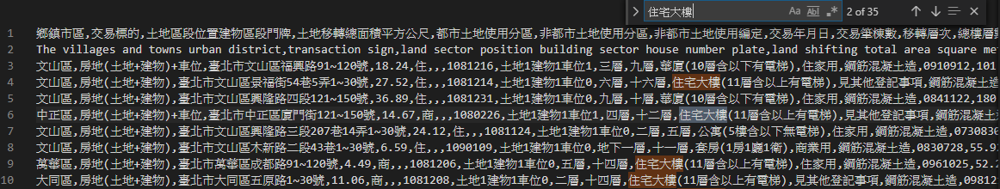 住宅大樓 Aa Abl .* 2 of 35
1 鄉鎮市區,交易標的,土地區段位置建物區段門牌,土地移轉總面積平方公尺,都市土地使用分區,非都市土地使用分區,非都市土地使用編定,交易年月日,交易筆棟數,移轉層次,總樓層
2 The villages and towns urban district,transaction sign,land sector position building sector house number plate,land shifting total area square me
3 文山區,房地(土地+建物)+車位,臺北市文山區福興路91~120號,18.24,住,,,1081216,土地1建物1車位1,三層,九層,華廈(10層含以下有電梯),住家用,鋼筋混凝土造,0910912,101
4 文山區,房地(土地+建物),臺北市文山區景福街54巷5弄1~30號,27.52,住,,,1081214,土地1建物1車位0,六層,十六層,住宅大樓(11層含以上有電梯),見其他登記事項,鋼筋混凝土
5 文山區,房地(土地+建物),臺北市文山區興隆路四段121~150號,36.89,住,,,1081231,土地1建物1車位0,九層,十層,華廈(10層含以下有電梯),住家用,鋼筋混凝土造,0841122,180
6 中正區,房地(土地+建物)+車位,臺北市中正區廈門街121~150號,14.67,商,,,1080226,土地1建物1車位1,四層,十二層,住宅大樓(11層含以上有電梯),見其他登記事項,鋼筋混凝土
7 文山區,房地(土地+建物),臺北市文山區興隆路三段207巷14弄1~30號,24.12,住,,,1081124,土地1建物1車位0,二層,五層,公寓(5樓含以下無電梯),住家用,鋼筋混凝土造,073083
8 文山區,房地(土地+建物),臺北市文山區木新路二段43巷1~30號,6.59,住,,,1090109,土地1建物1車位0,地下一層,十一層,套房(1房1廳1衛),商業用,鋼筋混凝土造,0830728,55.9
9 萬華區,房地(土地+建物),臺北市萬華區成都路91~120號,4.49,商,,,1081206,土地1建物1車位0,五層,十四層,住宅大樓(11層含以上有電梯),住家用,鋼筋混凝土造,0961025,52.2
10 大同區,房地(土地+建物),臺北市大同區五原路1~30號,11.06,商,,,1081208,土地1建物1車位0,二層,十四層,住宅大樓(11層含以上有電梯),住家用,鋼筋混凝土造,09812